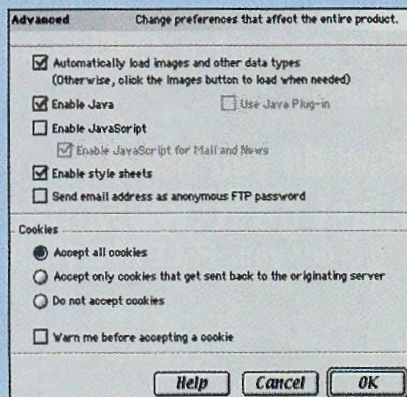 Advanced Change preferences that affect the entire product.
Automatically load images and other data types
(Otherwise, click the Images button to load when needed)
Enable Java Use Java Plug-in
Enable JavaScript
Enable JavaScript for Mail and News
Enable style sheets
Send email address as anonymous FTP password
Cookies
Accept all cookies
Accept only cookies that get sent back to the originating server
Do not accept cookies
Warn me before accepting a cookie
Help Cancel OK